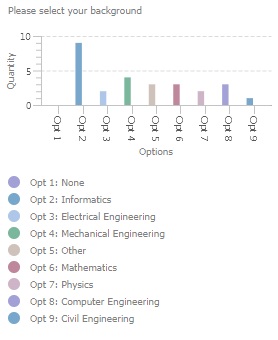 Please select your background
10
5
0
Quantity
Opt 1
Opt 2
Opt 3
Opt 4
Opt 5
Opt 6
Opt 7
Opt 8
Opt 9
Options
Opt 1: None
Opt 2: Informatics
Opt 3: Electrical Engineering
Opt 4: Mechanical Engineering
Opt 5: Other
Opt 6: Mathematics
Opt 7: Physics
Opt 8: Computer Engineering
Opt 9: Civil Engineering